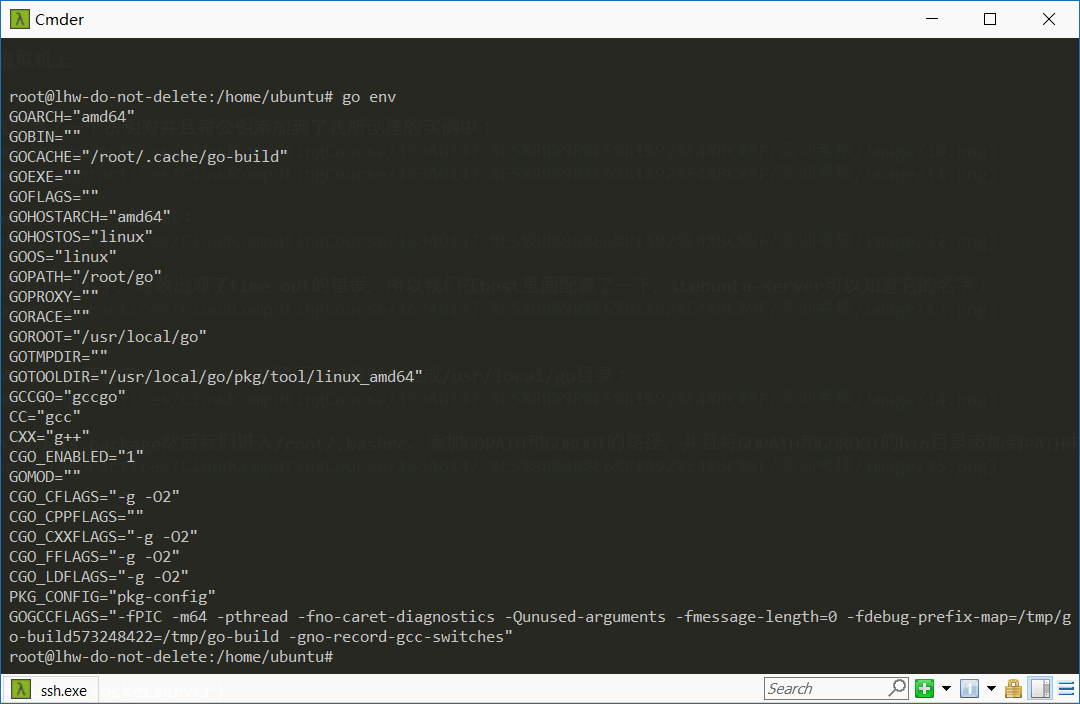 Cmder
root@lhw-do-not-delete:/home/ubuntu# go env
GOARCH="amd64"
GOBIN=""
GOCACHE="/root/.cache/go-build"
GOEXE=""
GOFLAGS=""
GOHOSTARCH="amd64"
GOHOSTOS="linux"
GOOS="linux"
GOPATH="/root/go"
GOPROXY=""
GORACE=""
GOROOT="/usr/local/go"
GOTMPDIR=""
GOTOOLDIR="/usr/local/go/pkg/tool/linux_amd64"
GCCGO="gccgo"
CC="gcc"
CXX="g++"
CGO_ENABLED="1"
GOMOD=""
CGO_CFLAGS="-g -O2"
CGO_CPPFLAGS=""
CGO_CXXFLAGS="-g -O2"
CGO_FFLAGS="-g -O2"
CGO_LDFLAGS="-g -O2"
PKG_CONFIG="pkg-config"
GOGCCFLAGS="-fPIC -m64 -pthread -fno-caret-diagnostics -Qunused-arguments -fmessage-length=0 -fdebug-prefix-map=/tmp/g
o-build573248422=/tmp/go-build -gno-record-gcc-switches"
root@lhw-do-not-delete:/home/ubuntu#
ssh.exe
Search